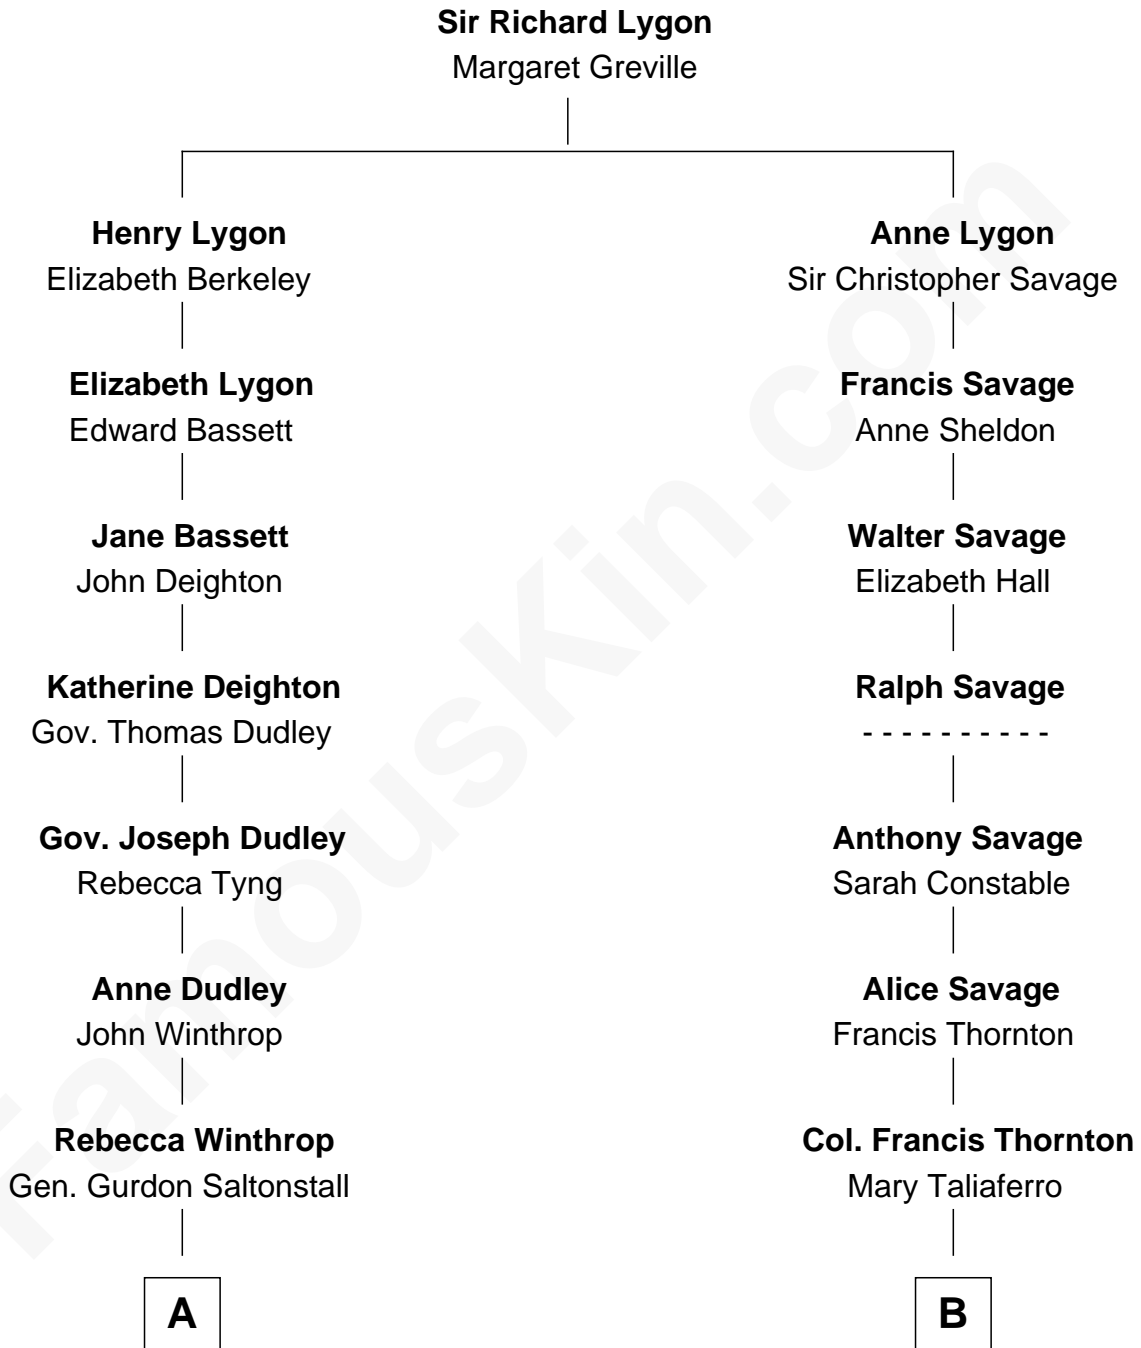 Sir Richard Lygon
Margaret Greville
Henry Lygon
Elizabeth Berkeley
Elizabeth Lygon
Edward Bassett
Jane Bassett
John Deighton
Katherine Deighton
Gov. Thomas Dudley
Gov. Joseph Dudley
Rebecca Tyng
Anne Dudley
John Winthrop
Rebecca Winthrop
Gen. Gurdon Saltonstall
A
Anne Lygon
Sir Christopher Savage
Francis Savage
Anne Sheldon
Walter Savage
Elizabeth Hall
Ralph Savage
- - - - - - - - - -
Anthony Savage
Sarah Constable
Alice Savage
Francis Thornton
Col. Francis Thornton
Mary Taliaferro
B
FamousKin.com